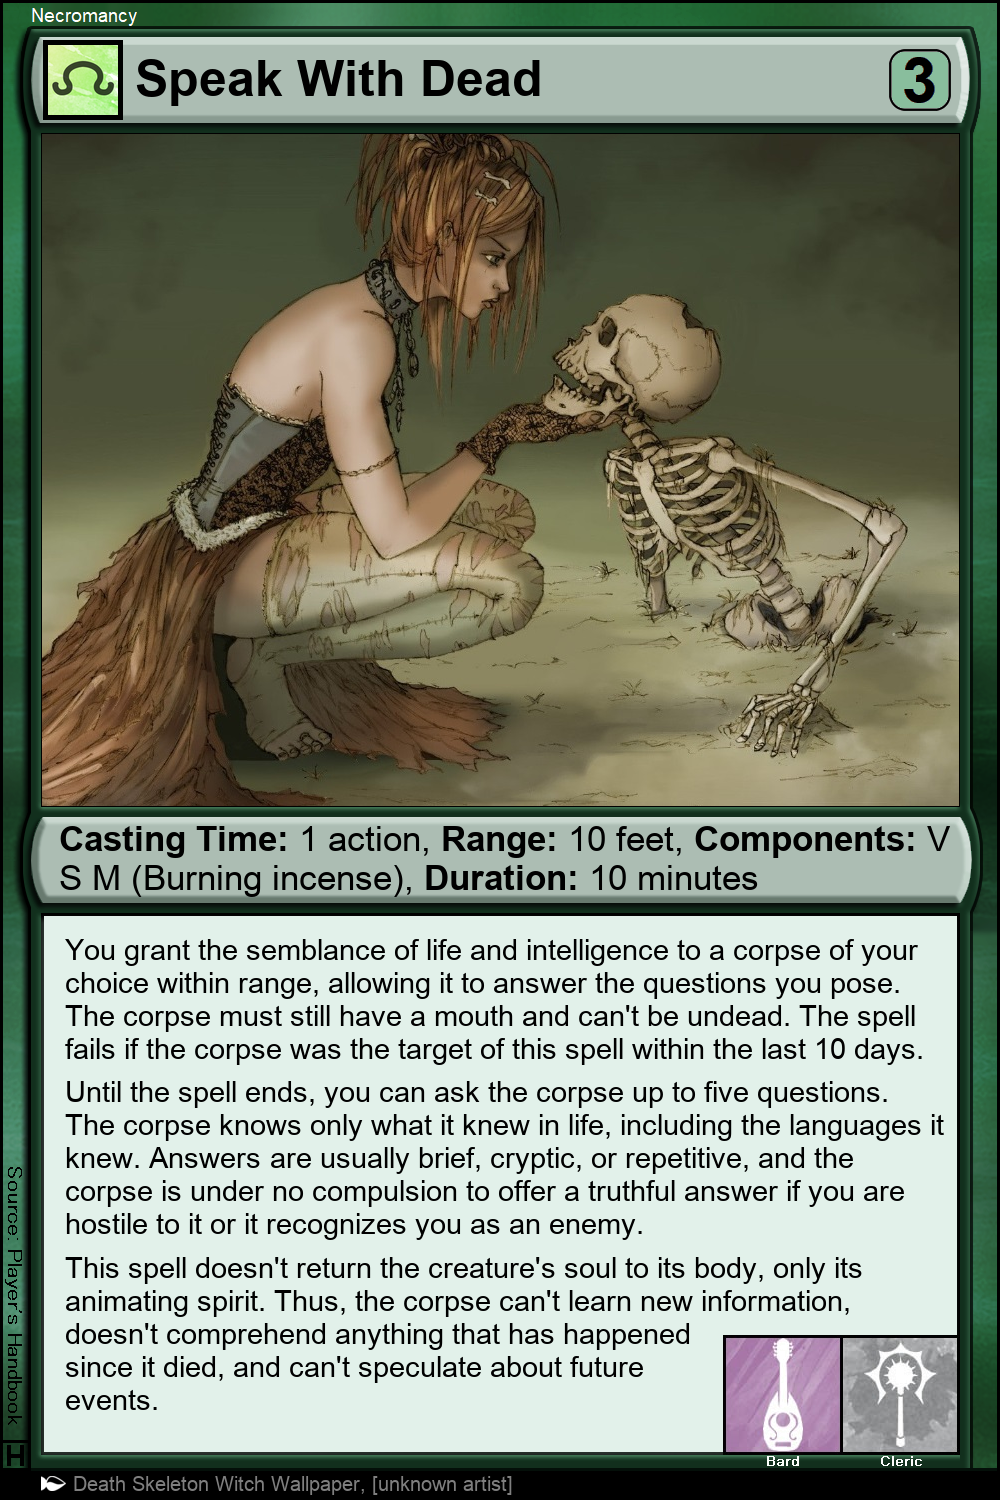 Necromancy
Speak With Dead
3
Casting Time: 1 action, Range: 10 feet, Components: V
S M (Burning incense), Duration: 10 minutes
You grant the semblance of life and intelligence to a corpse of your
choice within range, allowing it to answer the questions you pose.
The corpse must still have a mouth and can't be undead. The spell
fails if the corpse was the target of this spell within the last 10 days.
Until the spell ends, you can ask the corpse up to five questions.
The corpse knows only what it knew in life, including the languages it
knew. Answers are usually brief, cryptic, or repetitive, and the
corpse is under no compulsion to offer a truthful answer if you are
hostile to it or it recognizes you as an enemy.
This spell doesn't return the creature's soul to its body, only its
animating spirit. Thus, the corpse can't learn new information,
doesn't comprehend anything that has happened
since it died, and can't speculate about future
events.
Bard
Cleric
Source: Player's Handbook
H
Death Skeleton Witch Wallpaper, [unknown artist]